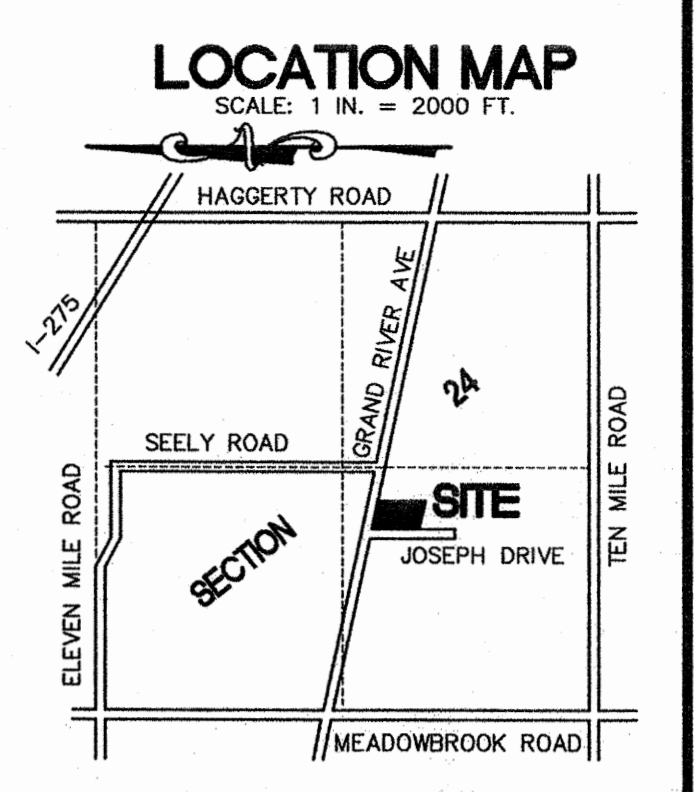 LOCATION MAP
SCALE: 1 IN. = 2000 FT.
HAGGERTY ROAD
I-275
GRAND RIVER AVE
24
SEELY ROAD
TEN MILE ROAD
ELEVEN MILE ROAD
SITE
SECTION
JOSEPH DRIVE
MEADOWBROOK ROAD